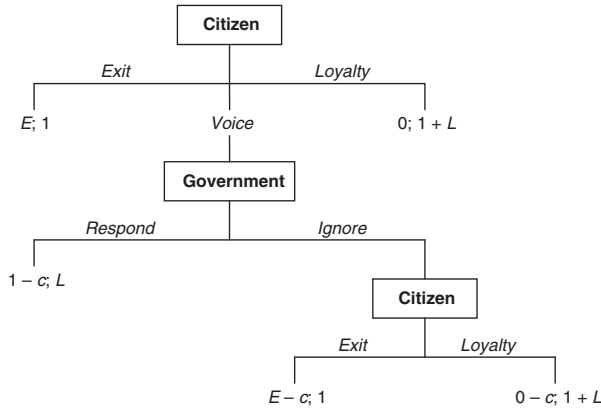 Citizen
Exit Loyalty
E; 1 Voice 0; 1 + L
Government
Respond Ignore
1 – c; L
Citizen
Exit Loyalty
E – c; 1 0 – c; 1 + L